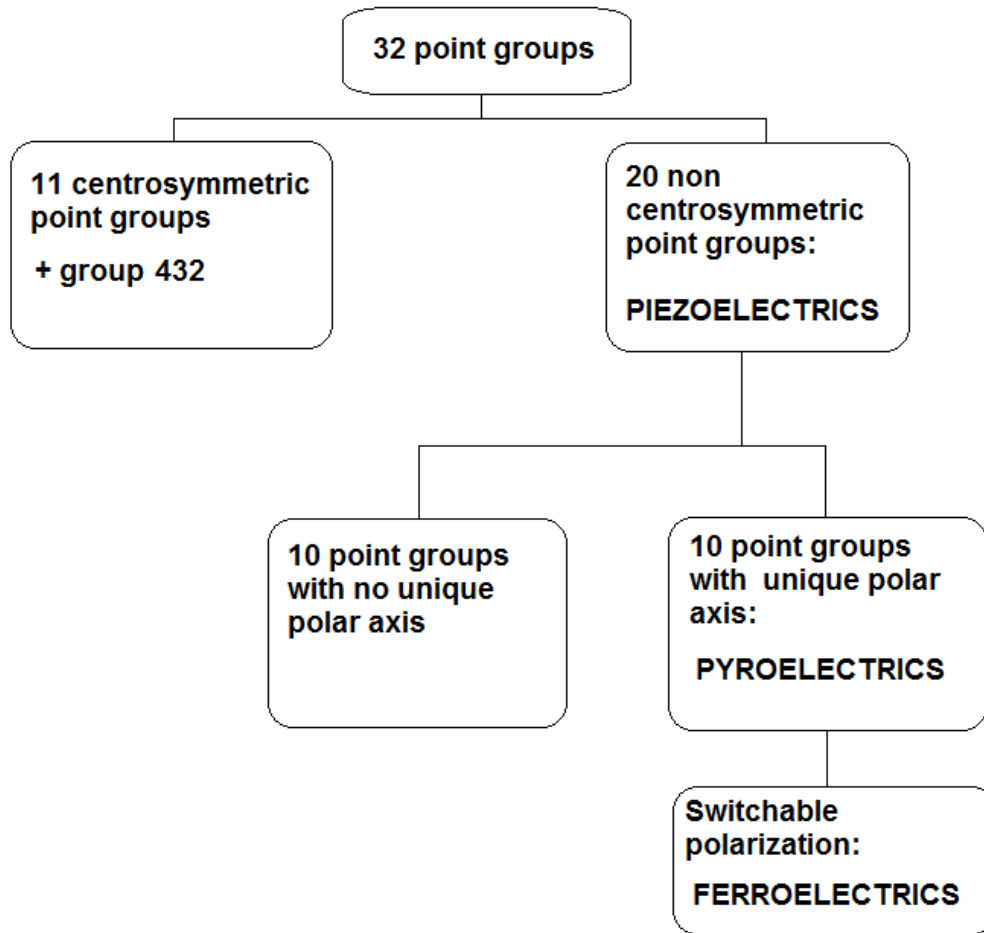 32 point groups
11 centrosymmetric
point groups
+ group 432
20 non
centrosymmetric
point groups:
PIEZOELECTRICS
10 point groups
with no unique
polar axis
10 point groups
with unique polar
axis:
PYROELECTRICS
Switchable
polarization:
FERROELECTRICS